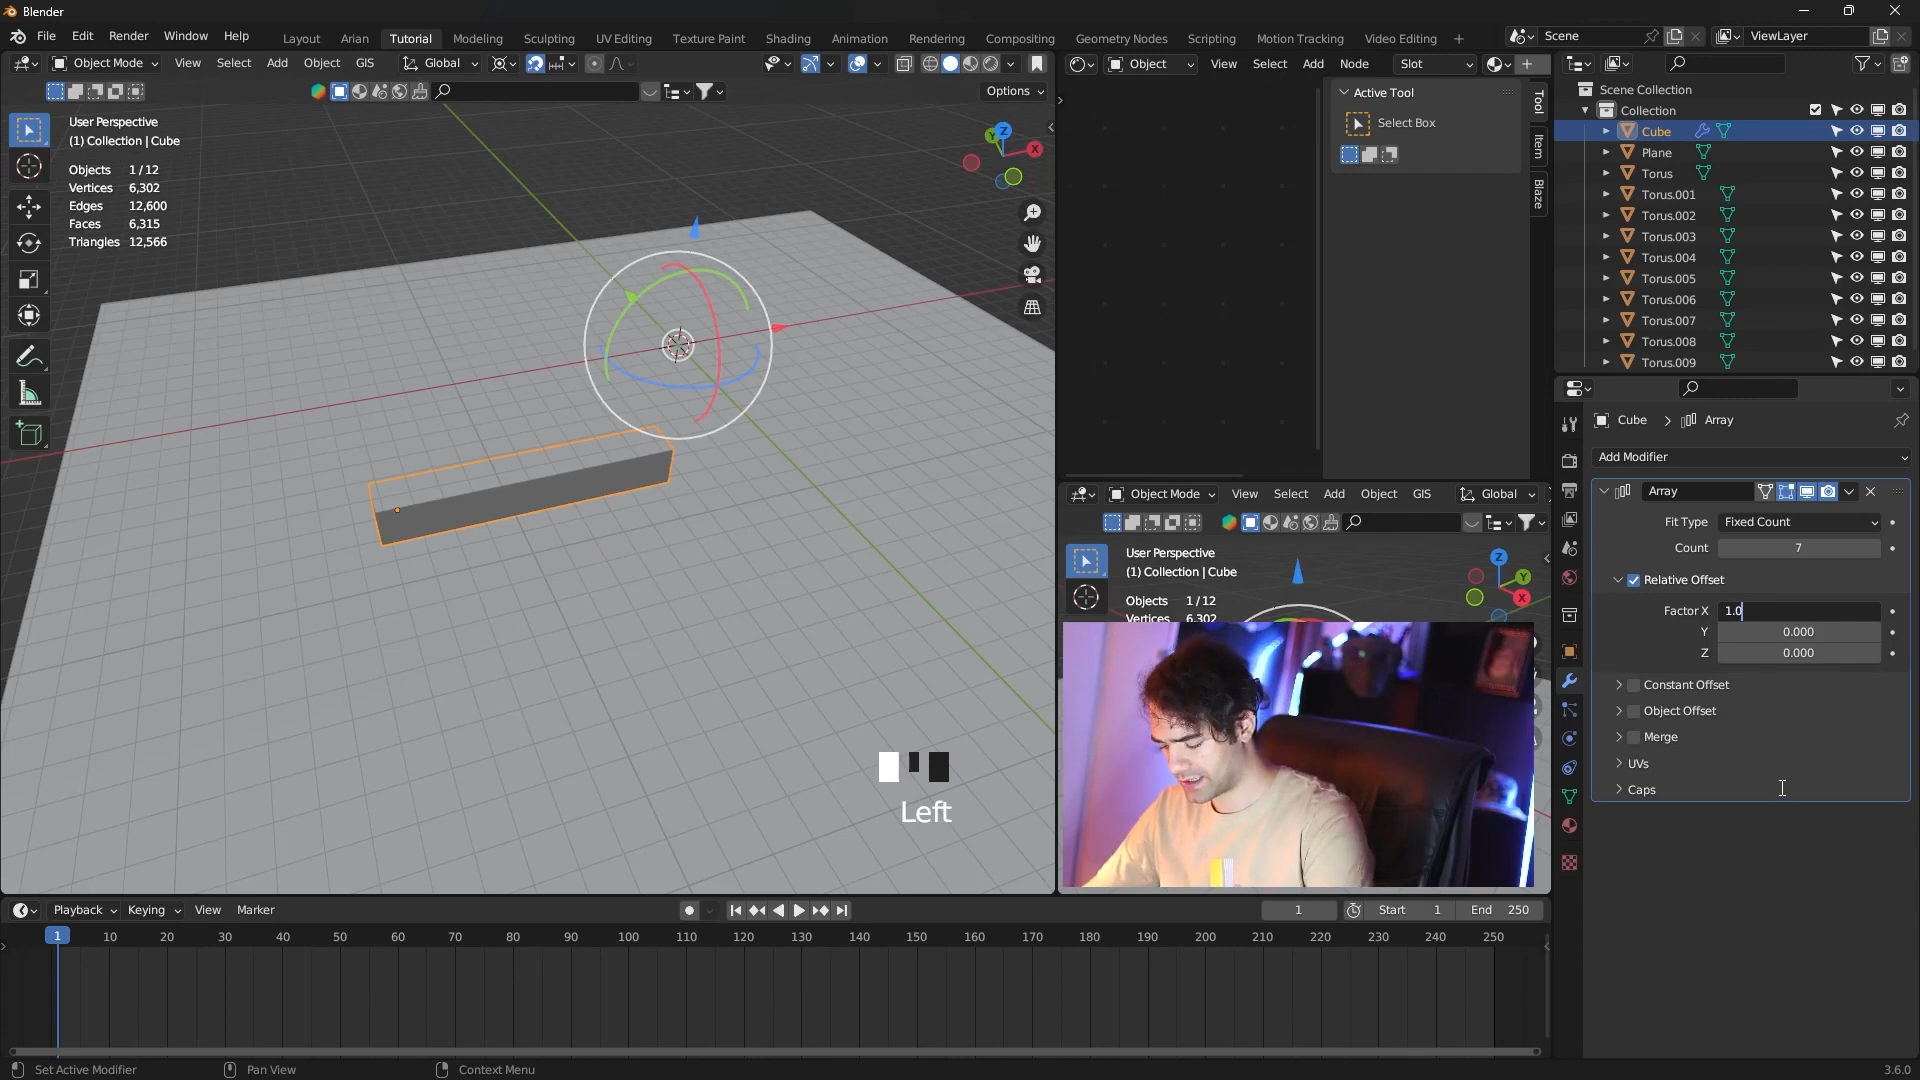 Blender
File Edit Render Window Help Layout Arian Tutorial Modeling Sculpting UV Editing Texture Paint Shading Animation Rendering Compositing Geometry Nodes Scripting Motion Tracking Video Editing + Scene ViewLayer
Object Mode View Select Add Object GIS Global
Options
User Perspective
(1) Collection | Cube
Objects 1/12
Vertices 6,302
Edges 12,600
Faces 6,315
Triangles 12,566
Z
Y
X
Left
Object View Select Add Node Slot
Active Tool
Select Box
Tool
Item
Blaze
Object Mode View Select Add Object GIS Global
User Perspective
(1) Collection | Cube
Objects 1/12
Vertices 6,302
Z
Y
X
Scene Collection
Collection
Cube
Plane
Torus
Torus.001
Torus.002
Torus.003
Torus.004
Torus.005
Torus.006
Torus.007
Torus.008
Torus.009
Cube > Array
Add Modifier
Array
Fit Type Fixed Count
Count 7
Relative Offset
Factor X 1.0
Y 0.000
Z 0.000
Constant Offset
Object Offset
Merge
UVs
Caps
Playback Keying View Marker 1 Start 1 End 250
1 10 20 30 40 50 60 70 80 90 100 110 120 130 140 150 160 170 180 190 200 210 220 230 240 250
Set Active Modifier Pan View Context Menu 3.6.0